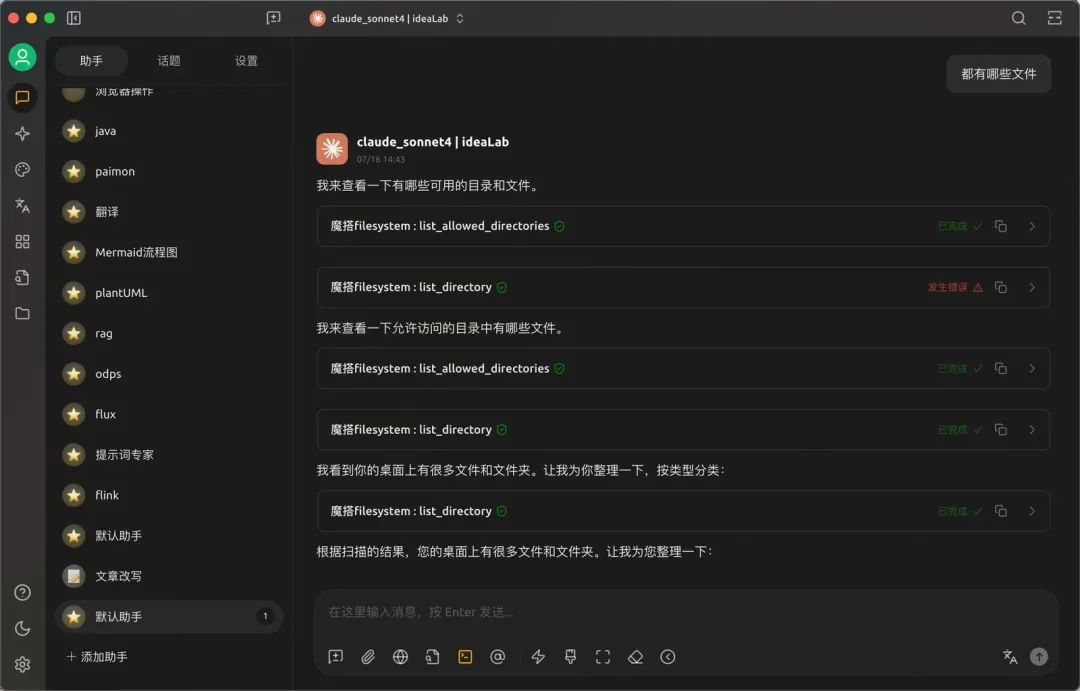 claude_sonnet4 | ideaLab
助手
话题
设置
浏览器操作
java
paimon
翻译
Mermaid流程图
plantUML
rag
odps
flux
提示词专家
flink
默认助手
文章改写
默认助手
1
添加助手
都有哪些文件
claude_sonnet4 | ideaLab
07/16 14:43
我来查看一下有哪些可用的目录和文件。
魔搭filesystem : list_allowed_directories
已完成
魔搭filesystem : list_directory
发生错误
我来查看一下允许访问的目录中有哪些文件。
魔搭filesystem : list_allowed_directories
已完成
魔搭filesystem : list_directory
已完成
我看到你的桌面上有很多文件和文件夹。让我为你整理一下，按类型分类：
魔搭filesystem : list_directory
已完成
根据扫描的结果，您的桌面上有很多文件和文件夹。让我为您整理一下：
在这里输入消息，按 Enter 发送...